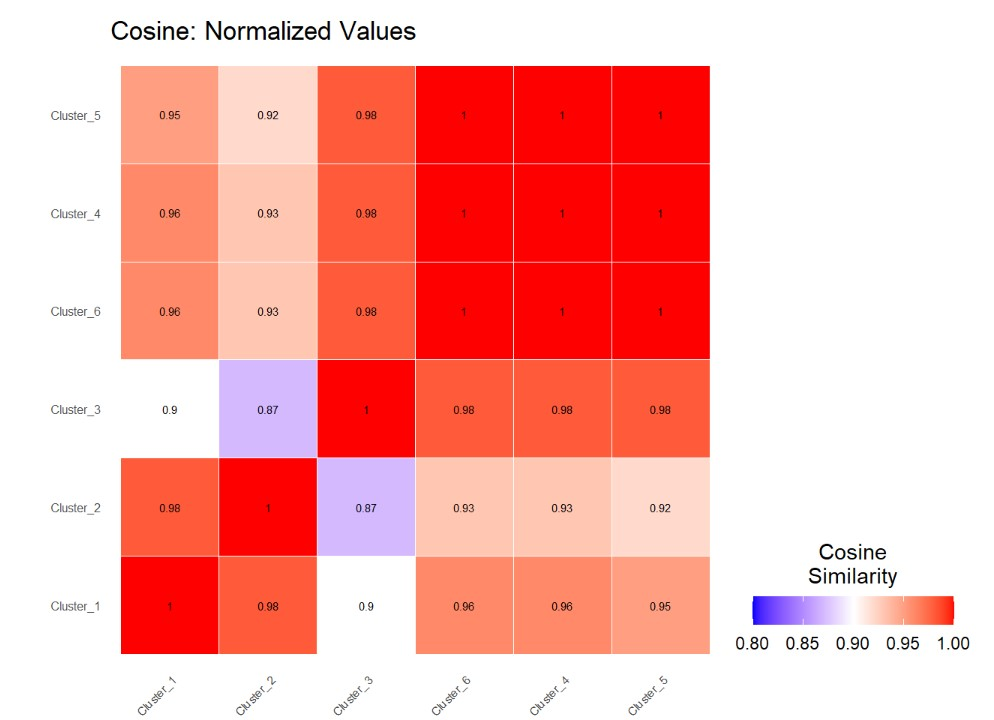 Cosine: Normalized Values
Cluster_5 0.95 0.92 0.98 1 1 1
Cluster_4 0.96 0.93 0.98 1 1 1
Cluster_6 0.96 0.93 0.98 1 1 1
Cluster_3 0.9 0.87 1 0.98 0.98 0.98
Cluster_2 0.98 1 0.87 0.93 0.93 0.92
Cluster_1 1 0.98 0.9 0.96 0.96 0.95
Cluster_1 Cluster_2 Cluster_3 Cluster_6 Cluster_4 Cluster_5
Cosine
Similarity
0.80 0.85 0.90 0.95 1.00